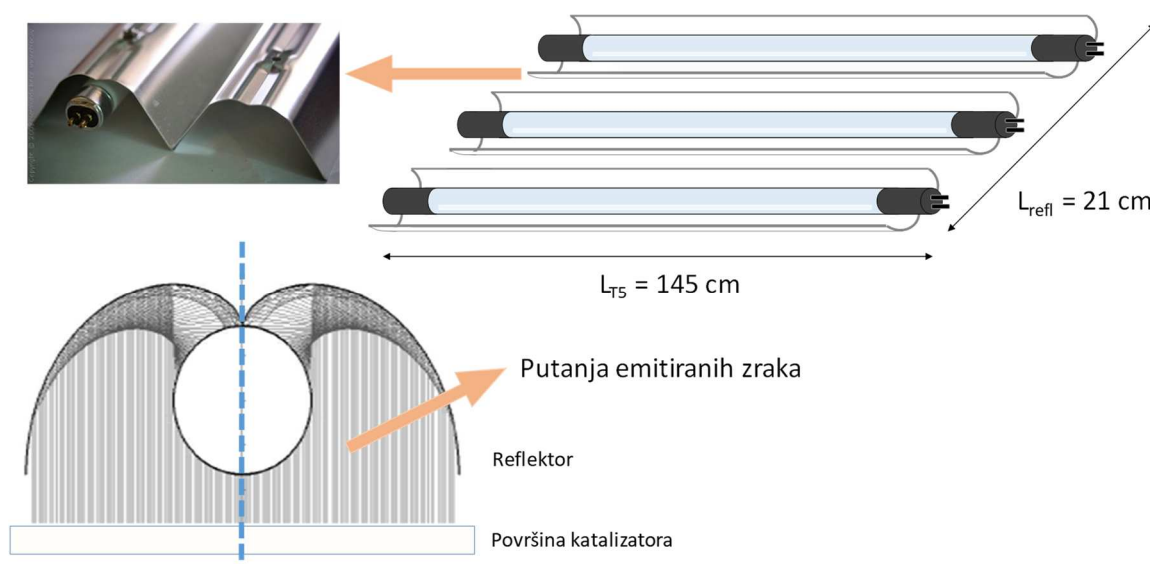 L_refl = 21 cm
L_T5 = 145 cm
Putanja emitiranih zraka
Reflektor
Površina katalizatora